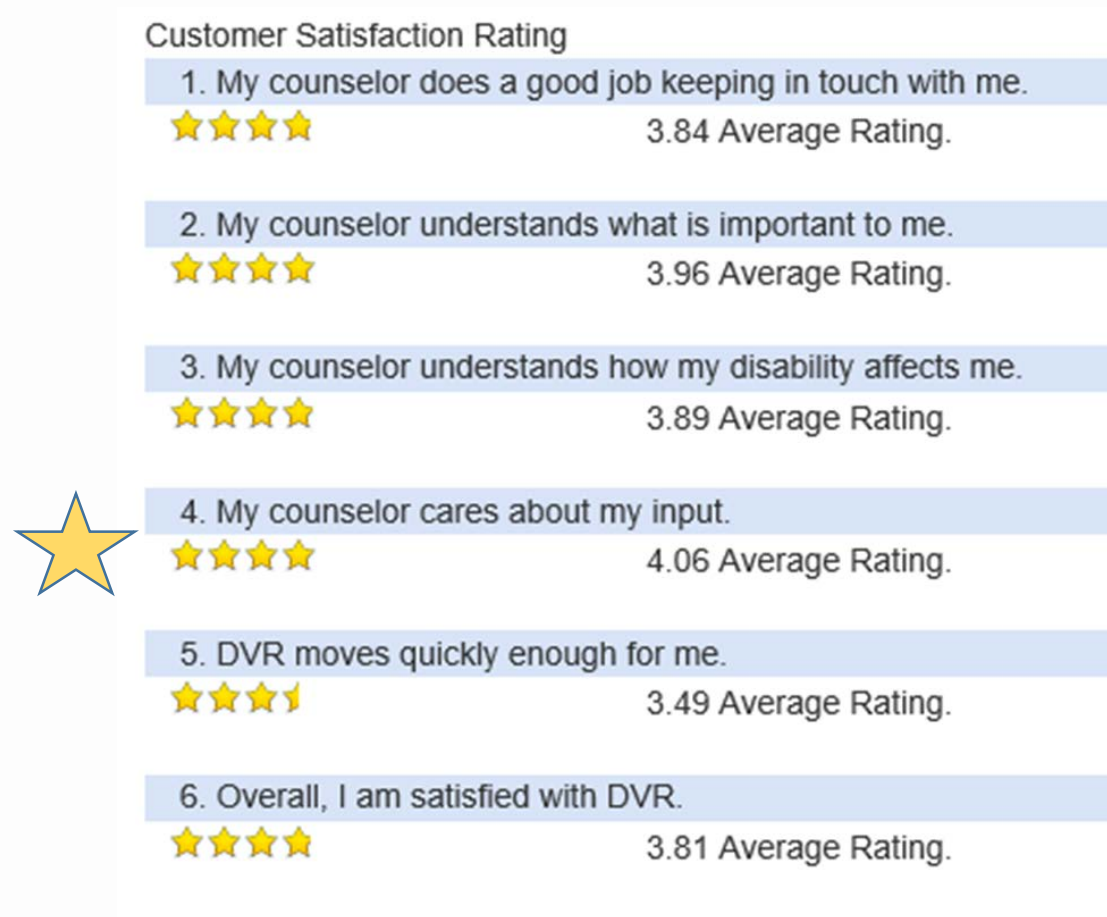 Customer Satisfaction Rating
1. My counselor does a good job keeping in touch with me.
3.84 Average Rating.
2. My counselor understands what is important to me.
3.96 Average Rating.
3. My counselor understands how my disability affects me.
3.89 Average Rating.
4. My counselor cares about my input.
4.06 Average Rating.
5. DVR moves quickly enough for me.
3.49 Average Rating.
6. Overall, I am satisfied with DVR.
3.81 Average Rating.